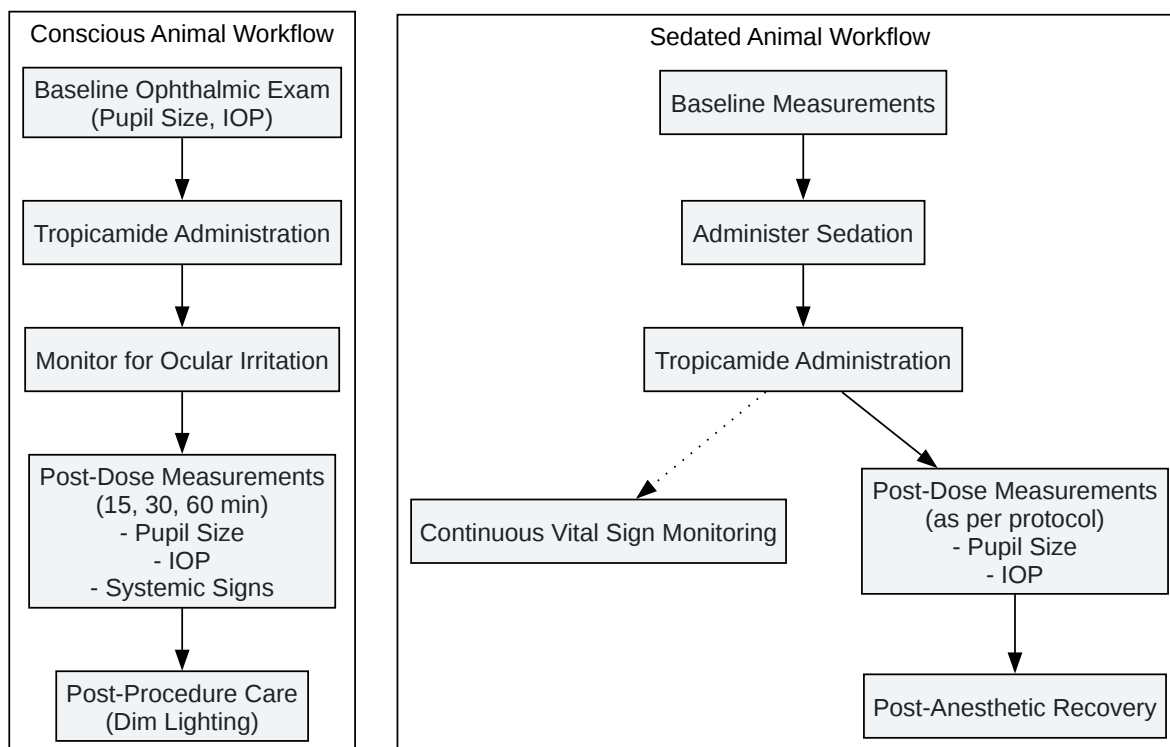 Conscious Animal Workflow
Baseline Ophthalmic Exam
(Pupil Size, IOP)
Tropicamide Administration
Monitor for Ocular Irritation
Post-Dose Measurements
(15, 30, 60 min)
- Pupil Size
- IOP
- Systemic Signs
Post-Procedure Care
(Dim Lighting)
Sedated Animal Workflow
Baseline Measurements
Administer Sedation
Tropicamide Administration
Continuous Vital Sign Monitoring
Post-Dose Measurements
(as per protocol)
- Pupil Size
- IOP
Post-Anesthetic Recovery